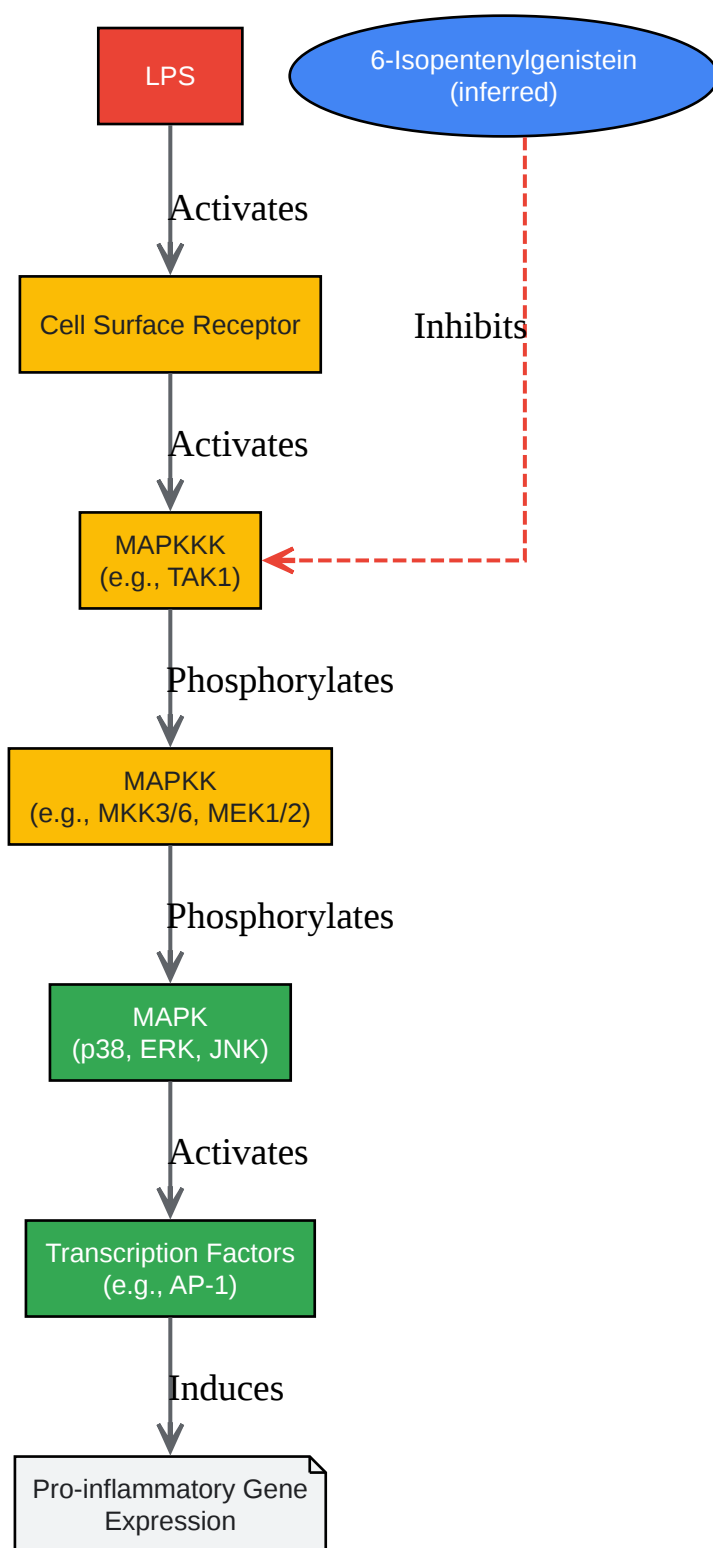 LPS
6-Isopentenylgenistein
(inferred)
Activates
Cell Surface Receptor
Inhibits
Activates
MAPKKK
(e.g., TAK1)
Phosphorylates
MAPKK
(e.g., MKK3/6, MEK1/2)
Phosphorylates
MAPK
(p38, ERK, JNK)
Activates
Transcription Factors
(e.g., AP-1)
Induces
Pro-inflammatory Gene
Expression